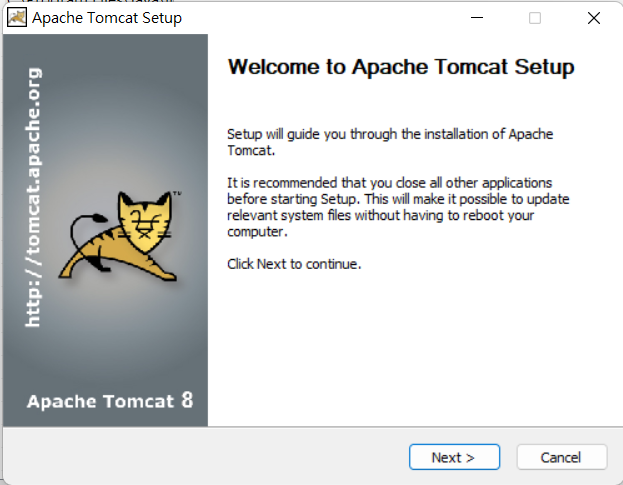 Apache Tomcat Setup
http://tomcat.apache.org
Welcome to Apache Tomcat Setup
Setup will guide you through the installation of Apache
Tomcat.
It is recommended that you close all other applications
before starting Setup. This will make it possible to update
relevant system files without having to reboot your
computer.
Click Next to continue.
TM
Apache Tomcat 8
Next >
Cancel